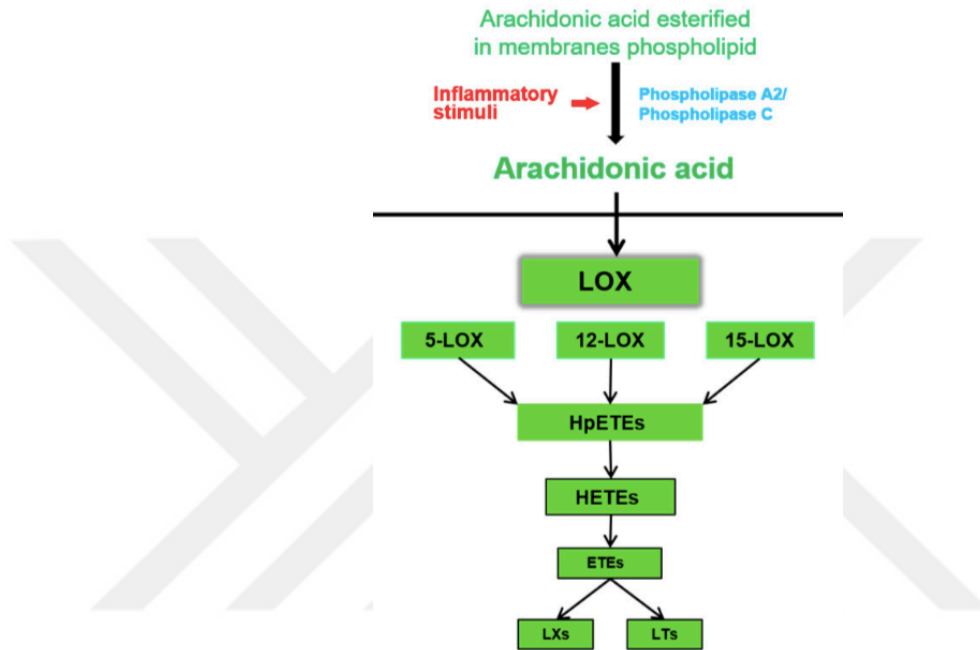 Arachidonic acid esterified
in membranes phospholipid
Inflammatory
stimuli
Phospholipase A2/
Phospholipase C
Arachidonic acid
LOX
5-LOX
12-LOX
15-LOX
HpETEs
HETEs
ETEs
LXs
LTs